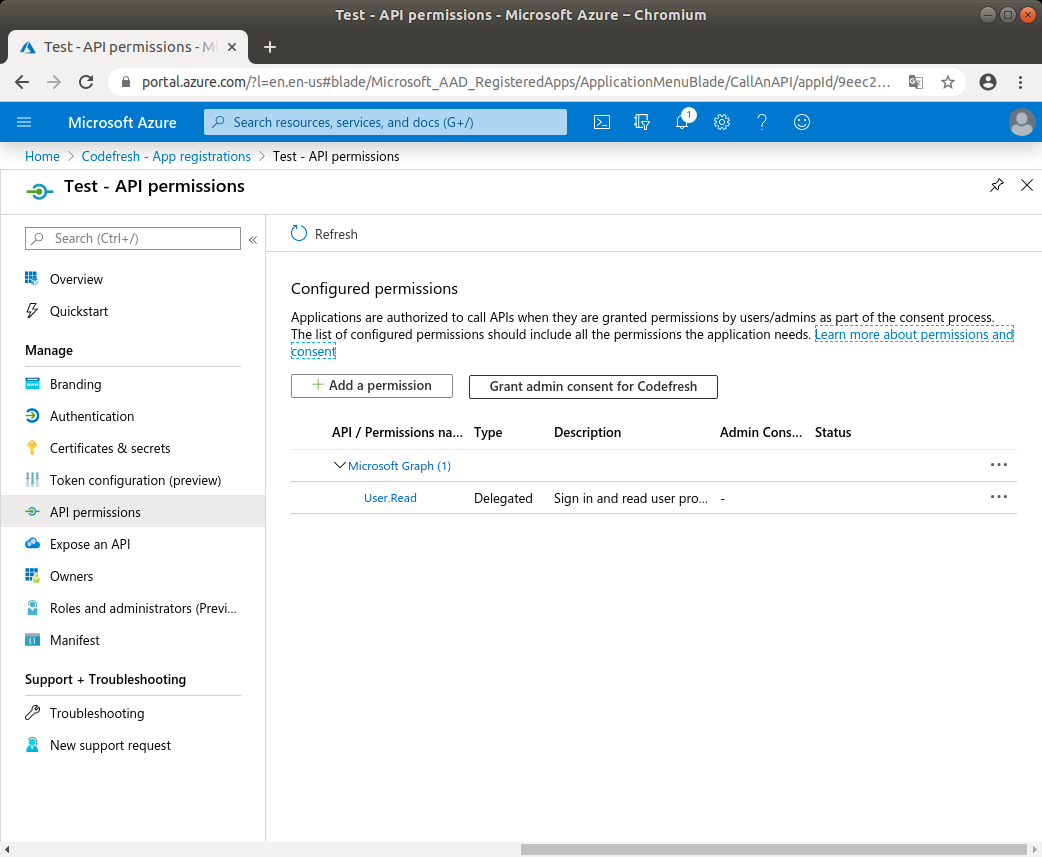 Test - API permissions - Microsoft Azure – Chromium
Test - API permissions - Mi
portal.azure.com/?l=en.en-us#blade/Microsoft_AAD_RegisteredApps/ApplicationMenuBlade/CallAnAPI/appId/9eec2...
Microsoft Azure
Search resources, services, and docs (G+/)
1
Home > Codefresh - App registrations > Test - API permissions
Test - API permissions
Search (Ctrl+/)
«
Refresh
Overview
Quickstart
Manage
Branding
Authentication
Certificates & secrets
Token configuration (preview)
API permissions
Expose an API
Owners
Roles and administrators (Previ...
Manifest
Support + Troubleshooting
Troubleshooting
New support request
Configured permissions
Applications are authorized to call APIs when they are granted permissions by users/admins as part of the consent process.
The list of configured permissions should include all the permissions the application needs. Learn more about permissions and
consent
+ Add a permission
Grant admin consent for Codefresh
API / Permissions na... Type Description Admin Cons... Status
Microsoft Graph (1) ...
User.Read Delegated Sign in and read user pro... - ...